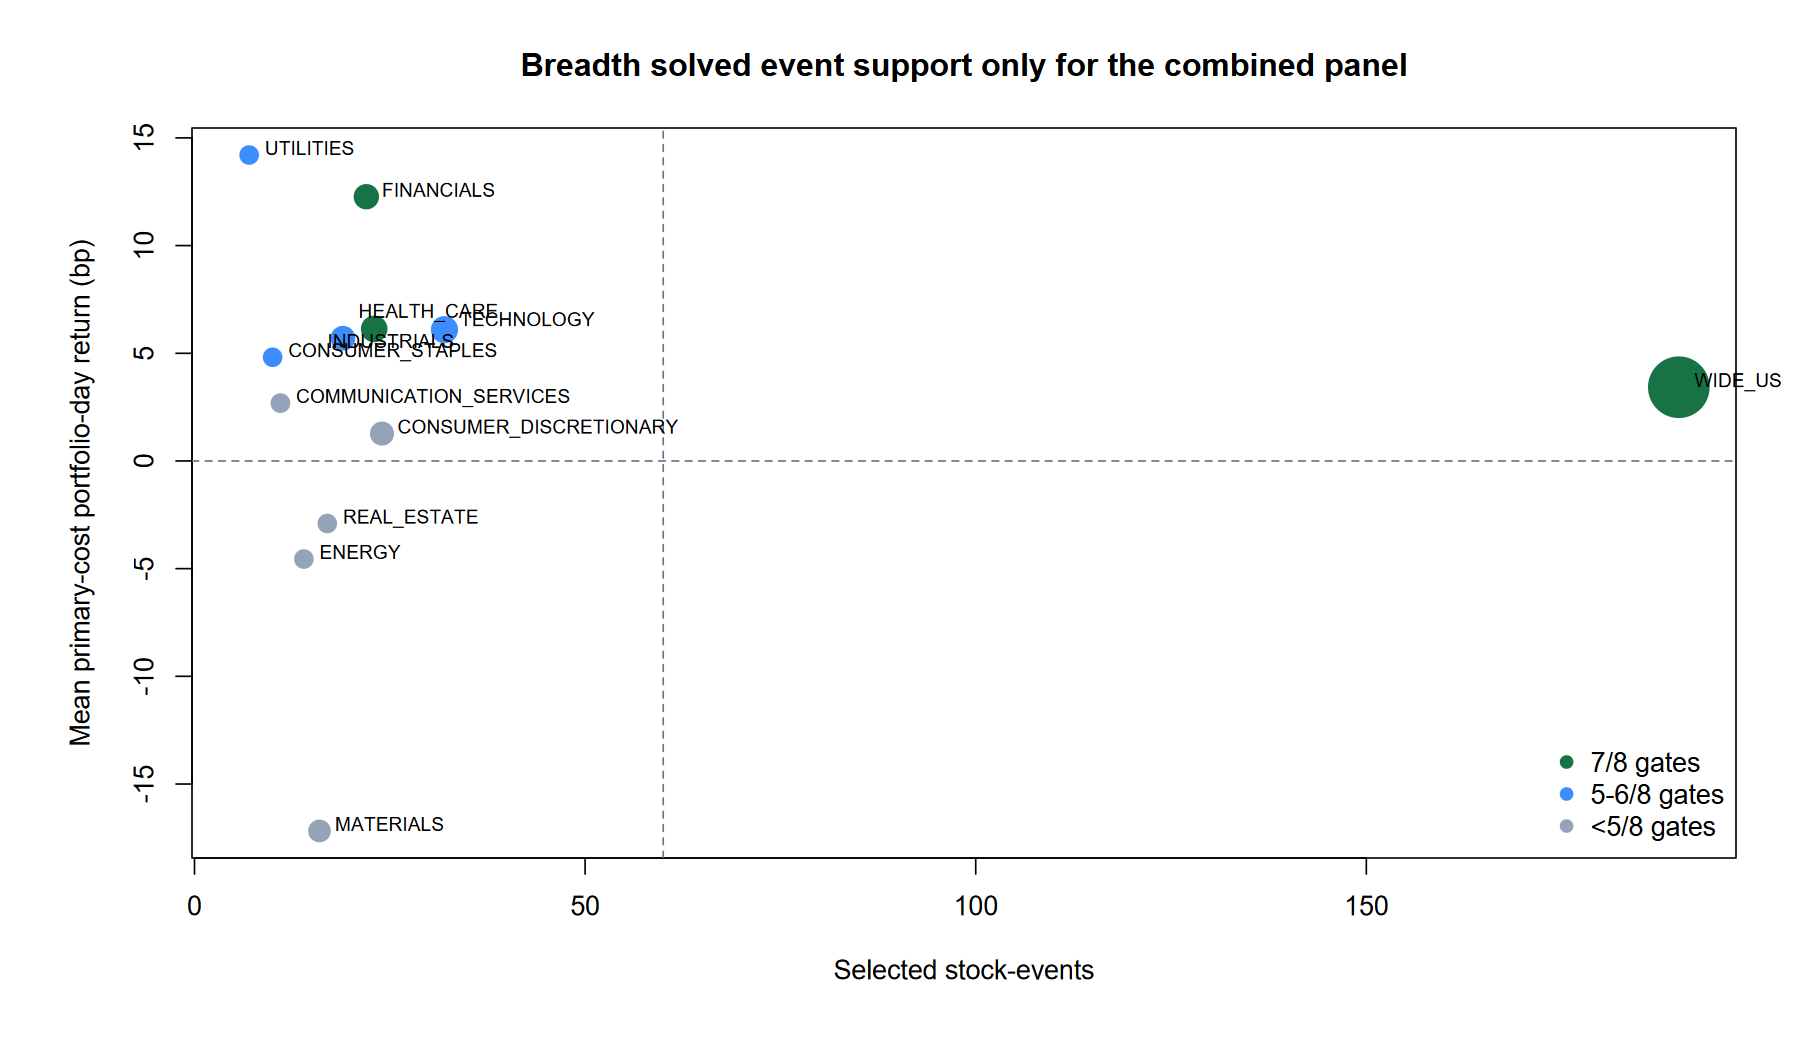 Breadth solved event support only for the combined panel
Mean primary-cost portfolio-day return (bp)
15
10
5
0
-5
-10
-15
UTILITIES
FINANCIALS
HEALTH_CARE
TECHNOLOGY
INDUSTRIALS
CONSUMER_STAPLES
WIDE_US
COMMUNICATION_SERVICES
CONSUMER_DISCRETIONARY
REAL_ESTATE
ENERGY
MATERIALS
7/8 gates
5-6/8 gates
<5/8 gates
0
50
100
150
Selected stock-events